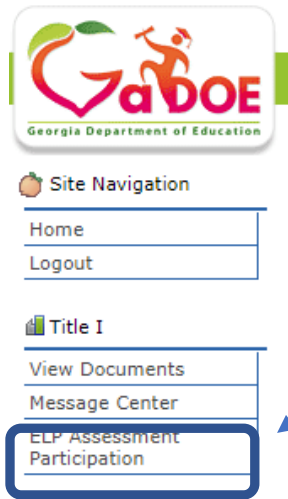 GaDOE
Georgia Department of Education
Site Navigation
Home
Logout
Title I
View Documents
Message Center
ELP Assessment
Participation